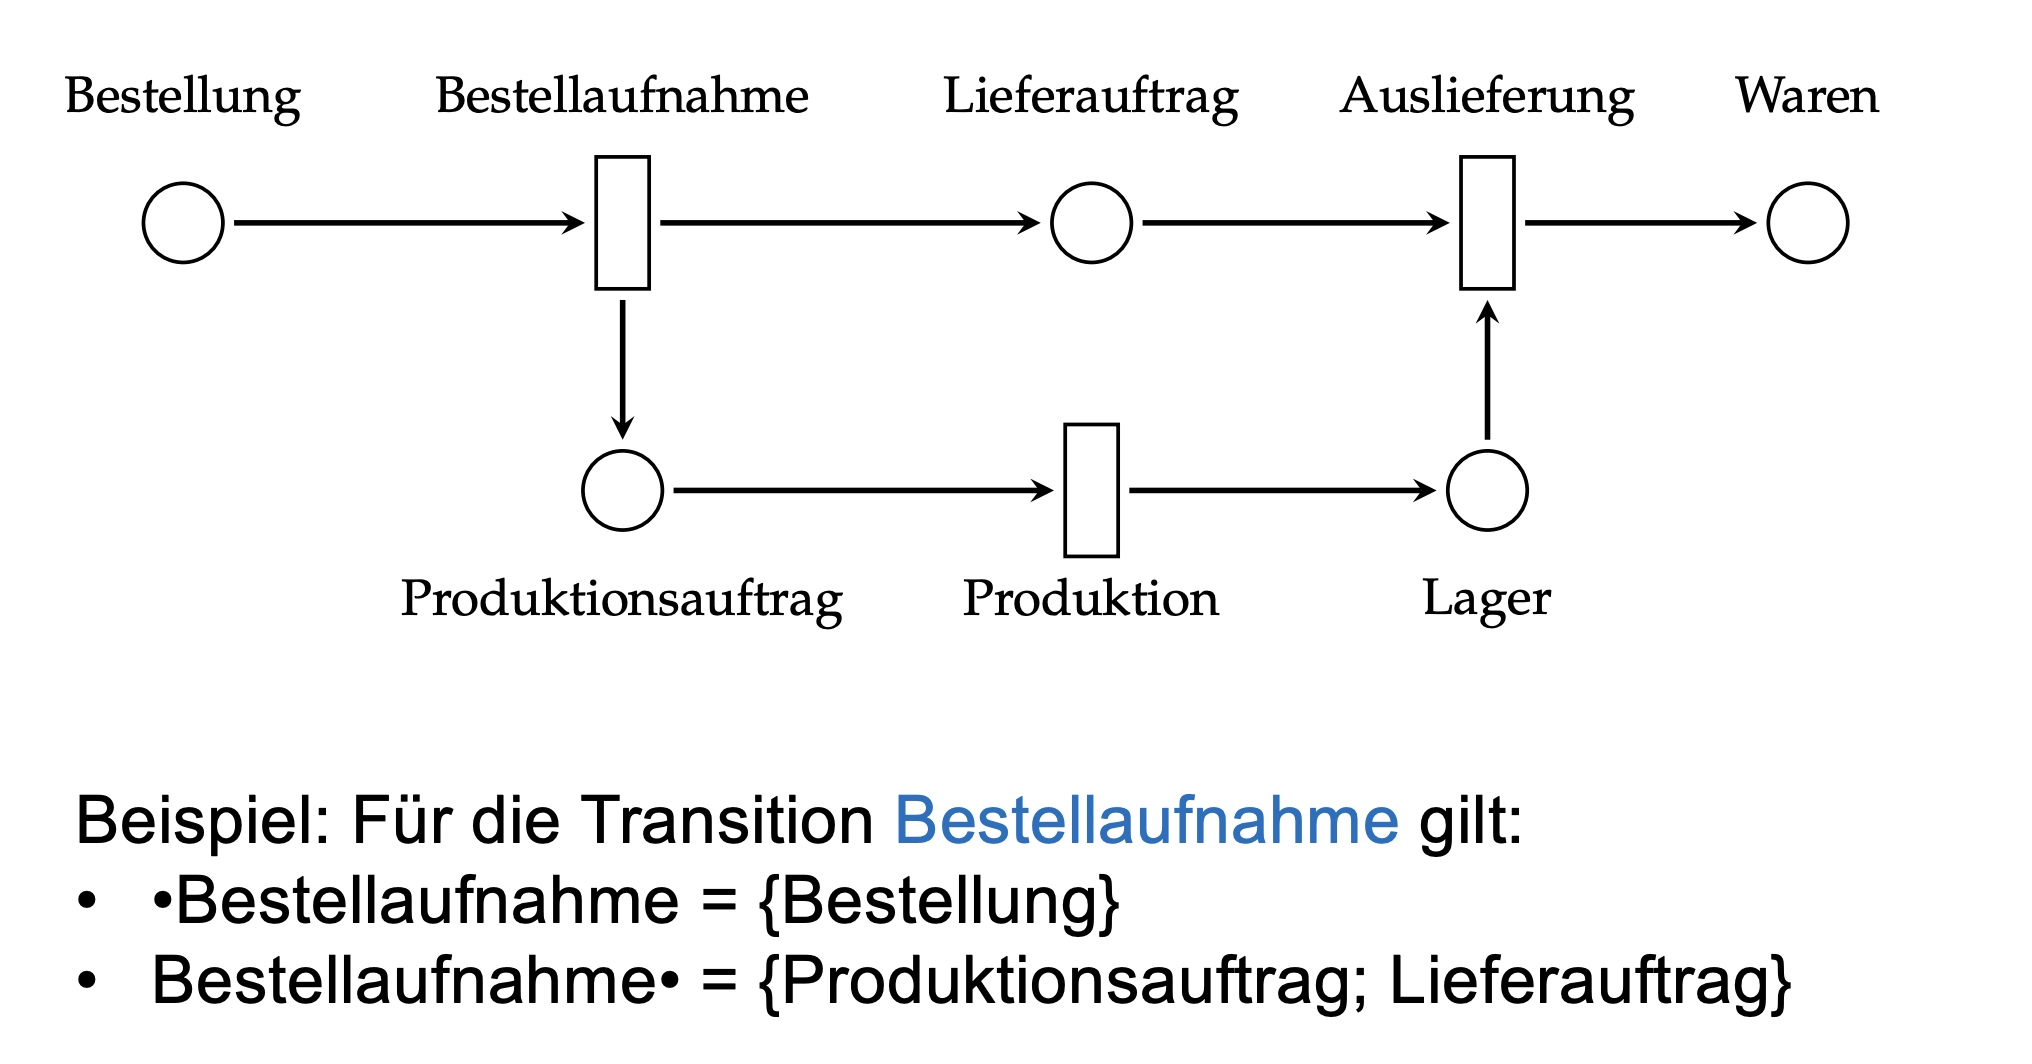 Bestellung Bestellaufnahme Lieferauftrag Auslieferung Waren
Produktionsauftrag Produktion Lager
Beispiel: Für die Transition Bestellaufnahme gilt:
• •Bestellaufnahme = {Bestellung}
• Bestellaufnahme• = {Produktionsauftrag; Lieferauftrag}